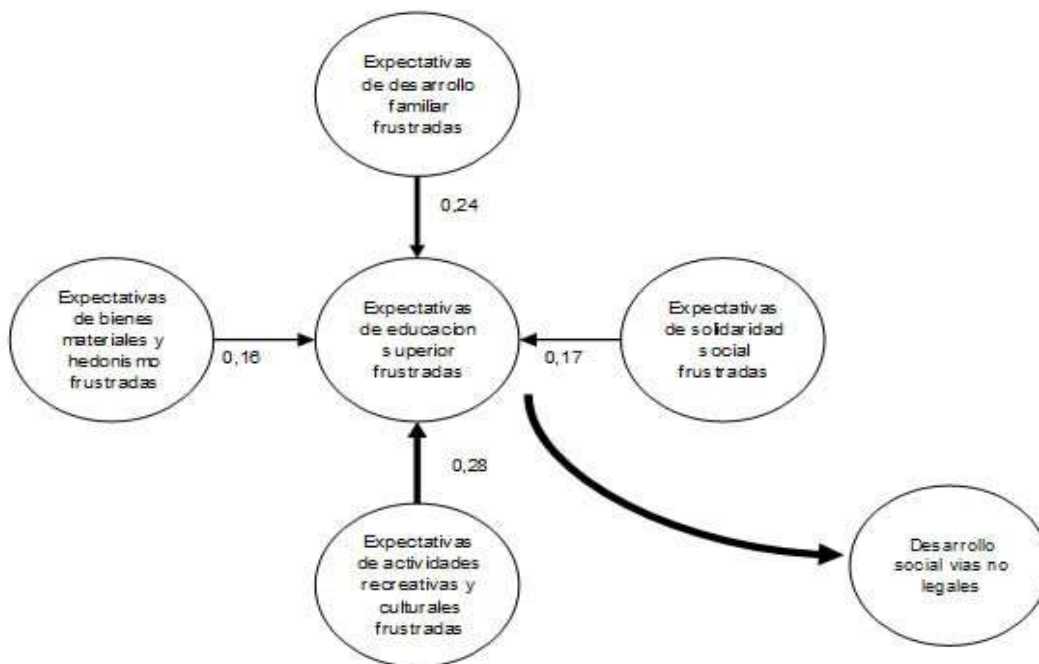 Expectativas
de desarrollo
familiar
frustradas
0,24
Expectativas
de bienes
materiales y
hedonismo
frustradas
0,16
Expectativas
de educacion
superior
frustradas
0,17
Expectativas
de solidaridad
social
frustradas
0,28
Expectativas
de actividades
recreativas y
culturales
frustradas
Desarrollo
social vias no
legales